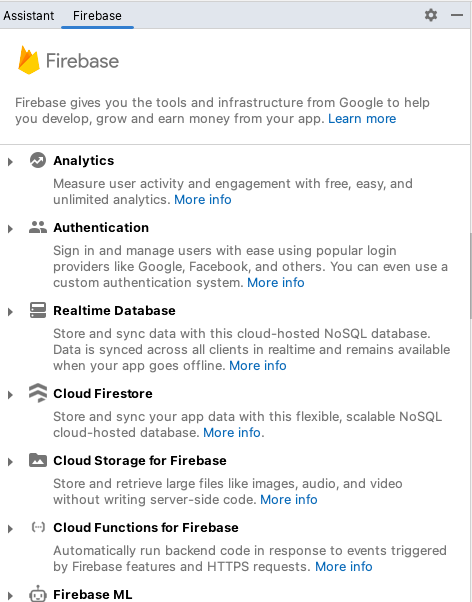 Assistant Firebase
Firebase
Firebase gives you the tools and infrastructure from Google to help
you develop, grow and earn money from your app. Learn more
Analytics
Measure user activity and engagement with free, easy, and
unlimited analytics. More info
Authentication
Sign in and manage users with ease using popular login
providers like Google, Facebook, and others. You can even use a
custom authentication system. More info
Realtime Database
Store and sync data with this cloud-hosted NoSQL database.
Data is synced across all clients in realtime and remains available
when your app goes offline. More info
Cloud Firestore
Store and sync your app data with this flexible, scalable NoSQL
cloud-hosted database. More info.
Cloud Storage for Firebase
Store and retrieve large files like images, audio, and video
without writing server-side code. More info
Cloud Functions for Firebase
Automatically run backend code in response to events triggered
by Firebase features and HTTPS requests. More info
Firebase ML